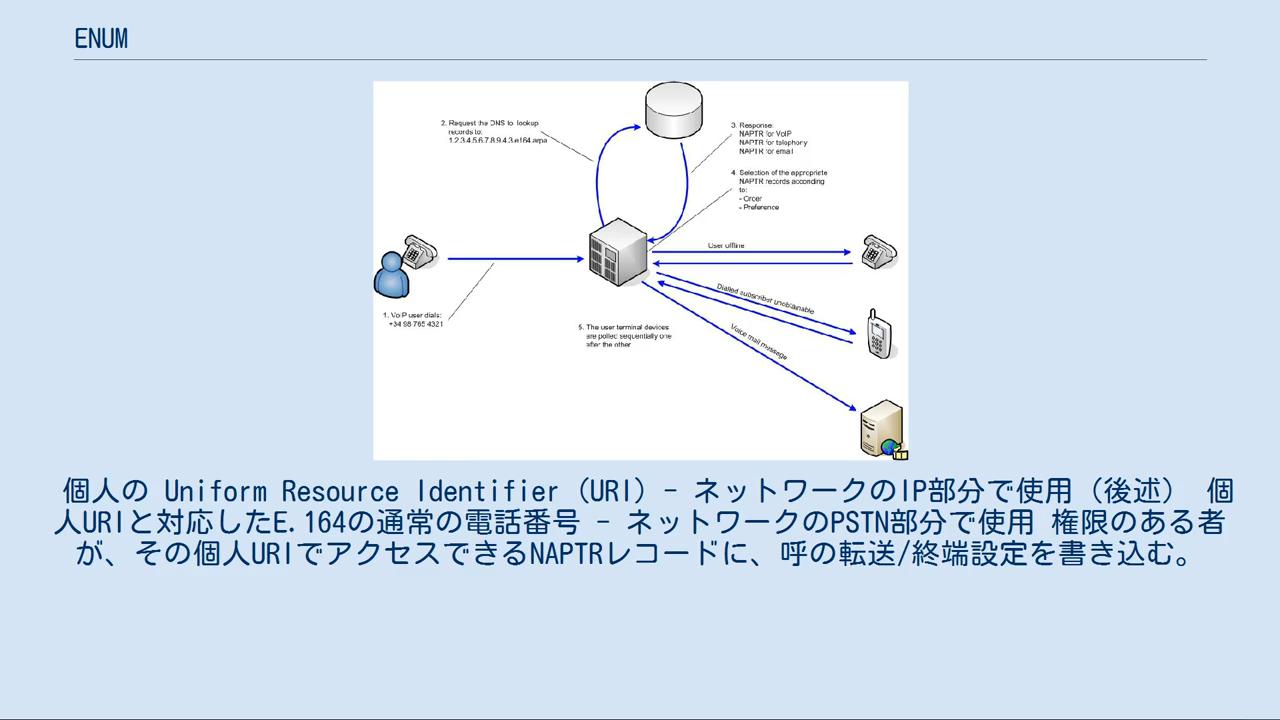 ENUM
2. Request the DNS to lookup
records to:
1.2.3.4.5.6.7.8.9.4.3.e164.arpa
3. Response:
NAPTR for VoIP
NAPTR for telephony
NAPTR for email
4. Selection of the appropriate
NAPTR records acconding
to:
- Order
- Preference
User offline
Dialled subscriber unobtainable
Voice mail message
1. VoIP user dials:
+34 98 765 4321
5. The user terminal devices
are polled sequentially one
after the other
個人の Uniform Resource Identifier (URI) - ネットワークのIP部分で使用 (後述) 個
人URIと対応したE.164の通常の電話番号 - ネットワークのPSTN部分で使用 権限のある者
が、その個人URIでアクセスできるNAPTRレコードに、呼の転送/終端設定を書き込む。